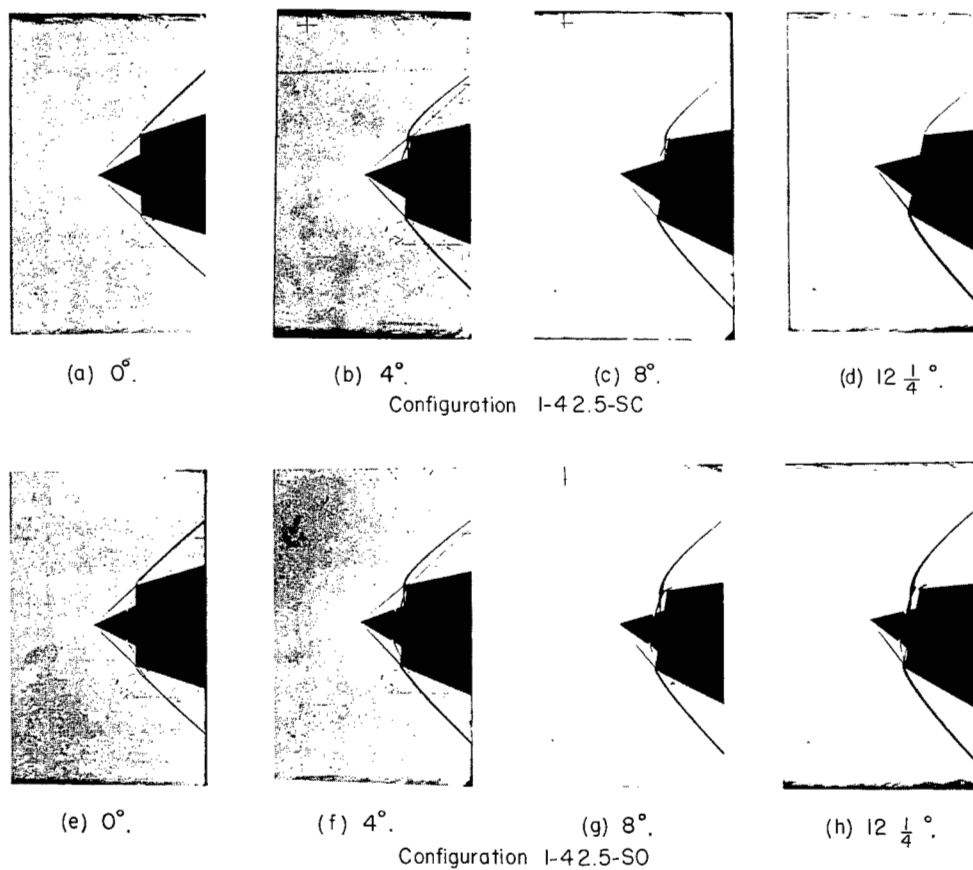 (a) 0°.
(b) 4°.
(c) 8°.
(d) 12 1/4 °.
Configuration I-42.5-SC
(e) 0°.
(f) 4°.
(g) 8°.
(h) 12 1/4 °.
Configuration I-42.5-SO